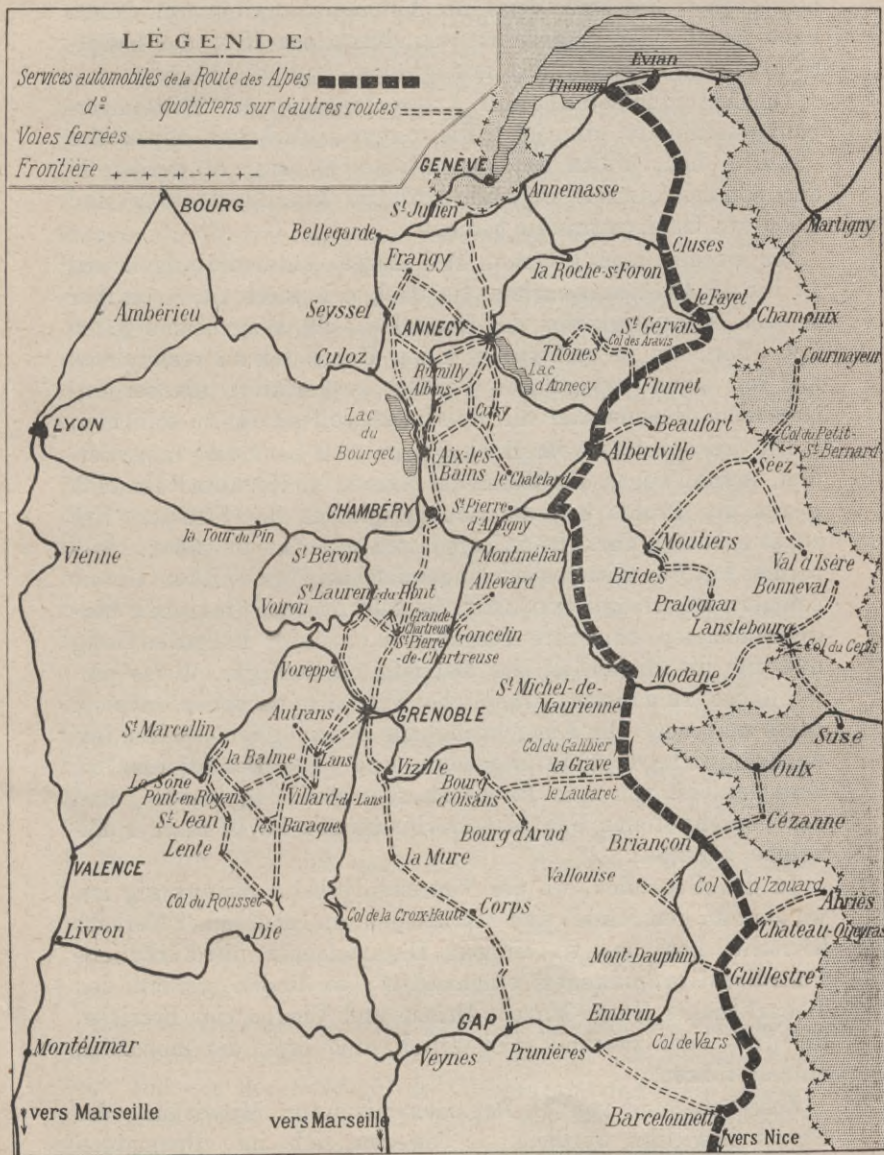 LÉGENDE
Services automobiles de la Route des Alpes
dº quotidiens sur d'autres routes
Voies ferrées
Frontière
Evian
Thonon
GENÈVE
Annemasse
St Julien
BOURG
Bellegarde
Martigny
Cluses
Frangy
la Roche-s-Foron
le Fayet
Chamonix
Ambérieu
Seyssel
ANNECY
St Gervais
Col des Aravis
Thônes
Courmayeur
Culoz
Rumilly
Albens
Lac
d'Annecy
Flumet
LYON
Lac
du
Bourget
Cusy
Beaufort
Col du Petit-
St Bernard
Albertville
Aix-les-
Bains
le Chatelard
Séez
CHAMBÉRY
St Pierre
d'Albigny
la Tour du Pin
Vienne
St Béron
Montmélian
Moutiers
Val d'Isère
Brides
Bonneval
Allevard
St Laurent-du-Pont
Pralognan
Voiron
Grande-
Chartreuse
Goncelin
Lanslebourg
St Pierre-
-de-Chartreuse
Col du Cenis
Voreppe
Modane
St Michel-de-
Maurienne
Autrans
GRENOBLE
St Marcellin
Suse
la Balme
Lans
Col du Galibier
Vizille
la Grave
Oulx
la Sône
Bourg
d'Oisans
Pont-en-Royans
Villard-de-Lans
le Lautaret
St Jean
les Baraques
Bourg d'Arud
Cézanne
Briançon
Lente
la Mure
VALENCE
Vallouise
Col d'Izouard
Abriès
Col du Rousset
Col de la Croix-Haute
Corps
Chateau-Queyras
Livron
Die
Mont-Dauphin
Guillestre
GAP
Embrun
Col de Vars
Montélimar
Veynes
Prunières
Barcelonnett
vers Marseille
vers Marseille
vers Nice